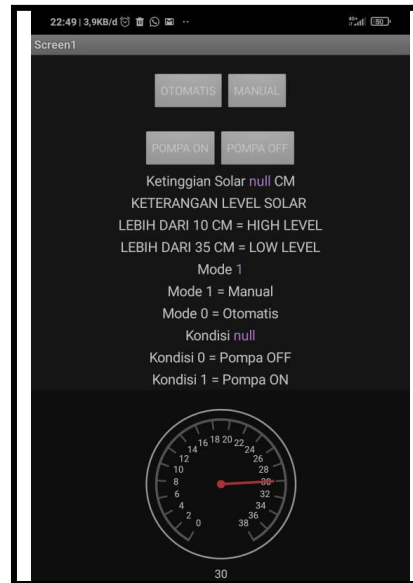 22:49 | 3,9KB/d
50
Screen1
OTOMATIS MANUAL
POMPA ON POMPA OFF
Ketinggian Solar null CM
KETERANGAN LEVEL SOLAR
LEBIH DARI 10 CM = HIGH LEVEL
LEBIH DARI 35 CM = LOW LEVEL
Mode 1
Mode 1 = Manual
Mode 0 = Otomatis
Kondisi null
Kondisi 0 = Pompa OFF
Kondisi 1 = Pompa ON
0 2 4 6 8 10 12 14 16 18 20 22 24 26 28 30 32 34 36 38
30